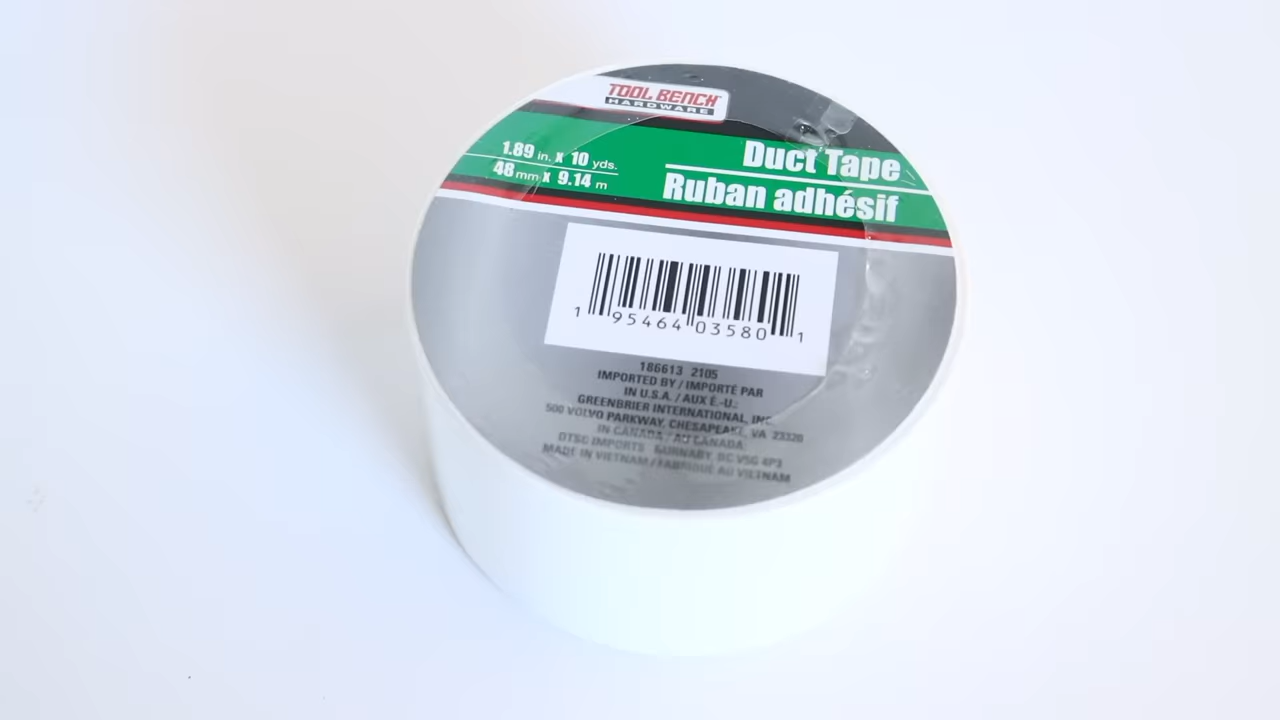 TOOL BENCH
HARDWARE
1.89 in. x 10 yds.
48 mm x 9.14 m
Duct Tape
Ruban adhésif
1 95464 03580 1
186613 2105
IMPORTED BY / IMPORTÉ PAR
IN U.S.A. / AUX É.-U.:
GREENBRIER INTERNATIONAL, INC.
500 VOLVO PARKWAY, CHESAPEAKE, VA 23320
IN CANADA / AU CANADA:
DTSC IMPORTS BURNABY, BC V5G 4P3
MADE IN VIETNAM / FABRIQUÉ AU VIETNAM